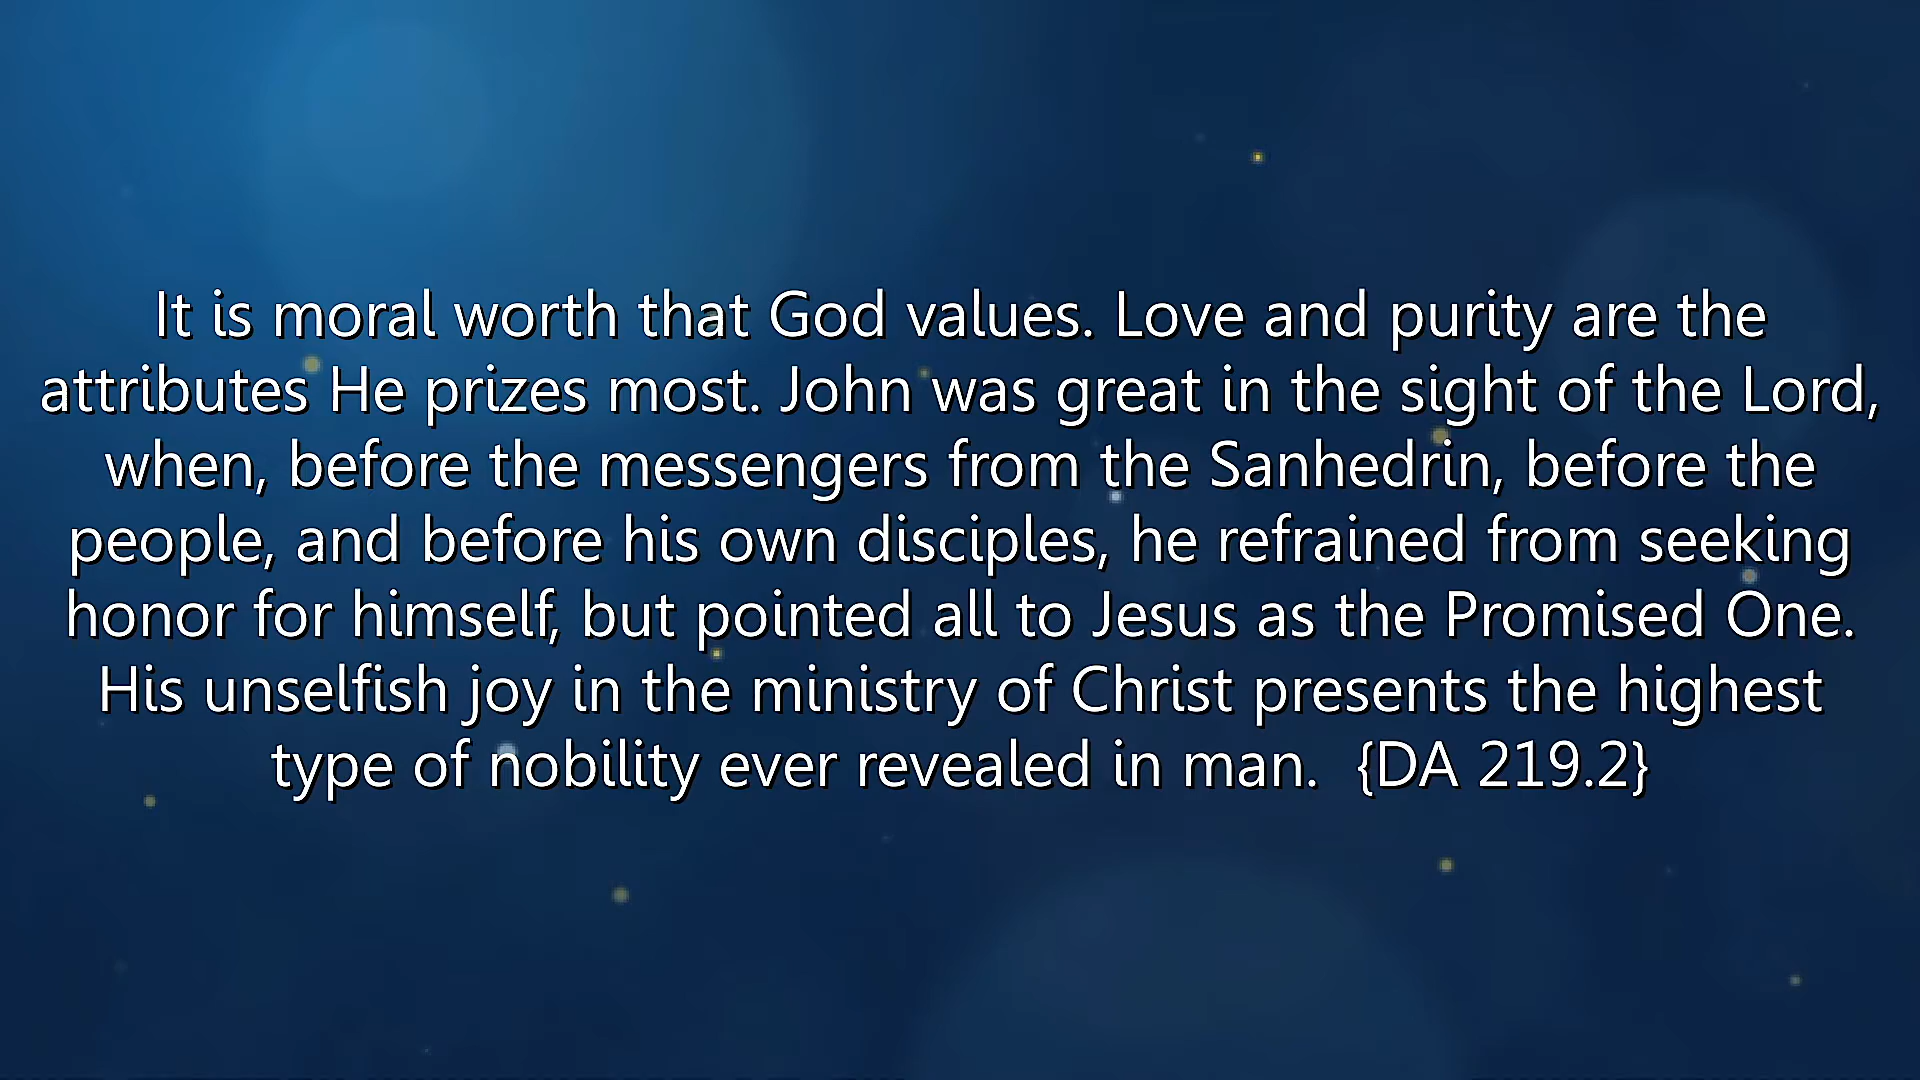 It is moral worth that God values. Love and purity are the
attributes He prizes most. John was great in the sight of the Lord,
when, before the messengers from the Sanhedrin, before the
people, and before his own disciples, he refrained from seeking
honor for himself, but pointed all to Jesus as the Promised One.
His unselfish joy in the ministry of Christ presents the highest
type of nobility ever revealed in man.  {DA 219.2}